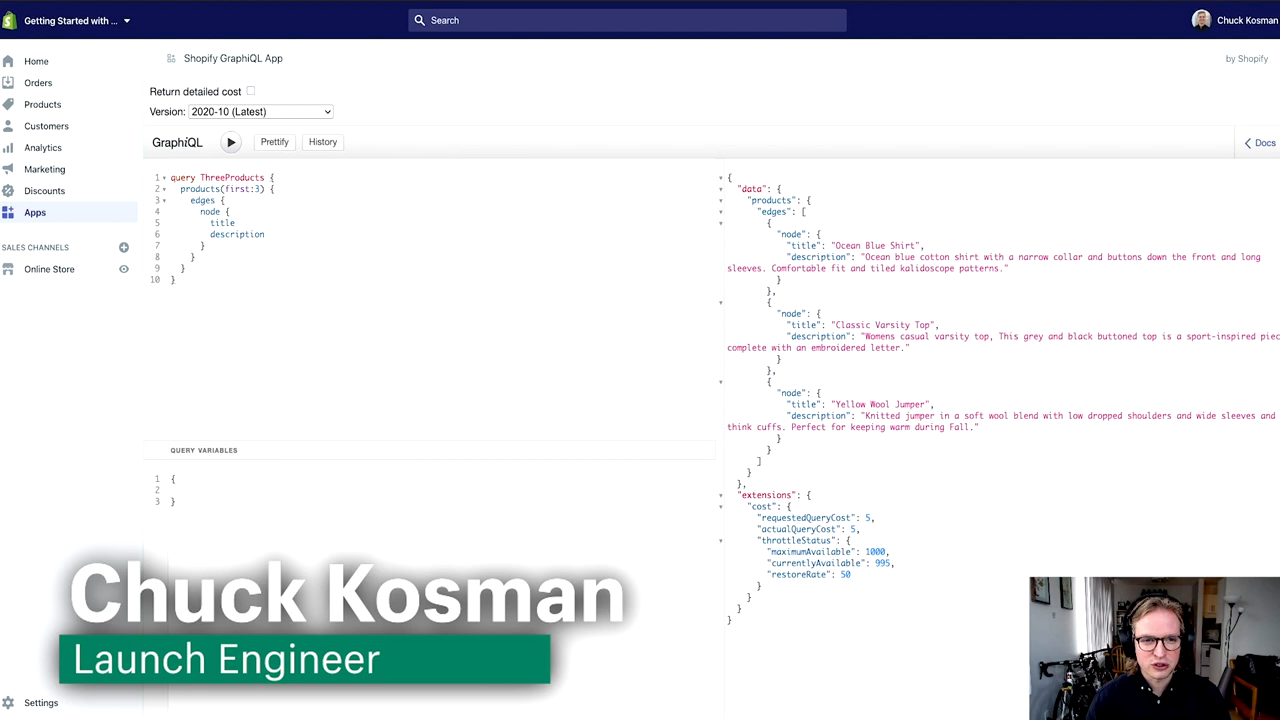 Getting Started with ...
Search
Chuck Kosman
Home
Orders
Products
Customers
Analytics
Marketing
Discounts
Apps
SALES CHANNELS
Online Store
Settings
Shopify GraphiQL App
by Shopify
Return detailed cost
Version: 2020-10 (Latest)
GraphiQL
Prettify
History
Docs
1 query ThreeProducts {
2 products(first:3) {
3 edges {
4 node {
5 title
6 description
7 }
8 }
9 }
10 }
QUERY VARIABLES
1 {
2
3 }
{
"data": {
"products": {
"edges": [
{
"node": {
"title": "Ocean Blue Shirt",
"description": "Ocean blue cotton shirt with a narrow collar and buttons down the front and long
sleeves. Comfortable fit and tiled kalidoscope patterns."
}
},
{
"node": {
"title": "Classic Varsity Top",
"description": "Womens casual varsity top, This grey and black buttoned top is a sport-inspired piec
complete with an embroidered letter."
}
},
{
"node": {
"title": "Yellow Wool Jumper",
"description": "Knitted jumper in a soft wool blend with low dropped shoulders and wide sleeves and
think cuffs. Perfect for keeping warm during Fall."
}
}
]
}
},
"extensions": {
"cost": {
"requestedQueryCost": 5,
"actualQueryCost": 5,
"throttleStatus": {
"maximumAvailable": 1000,
"currentlyAvailable": 995,
"restoreRate": 50
}
}
}
}
Chuck Kosman
Launch Engineer